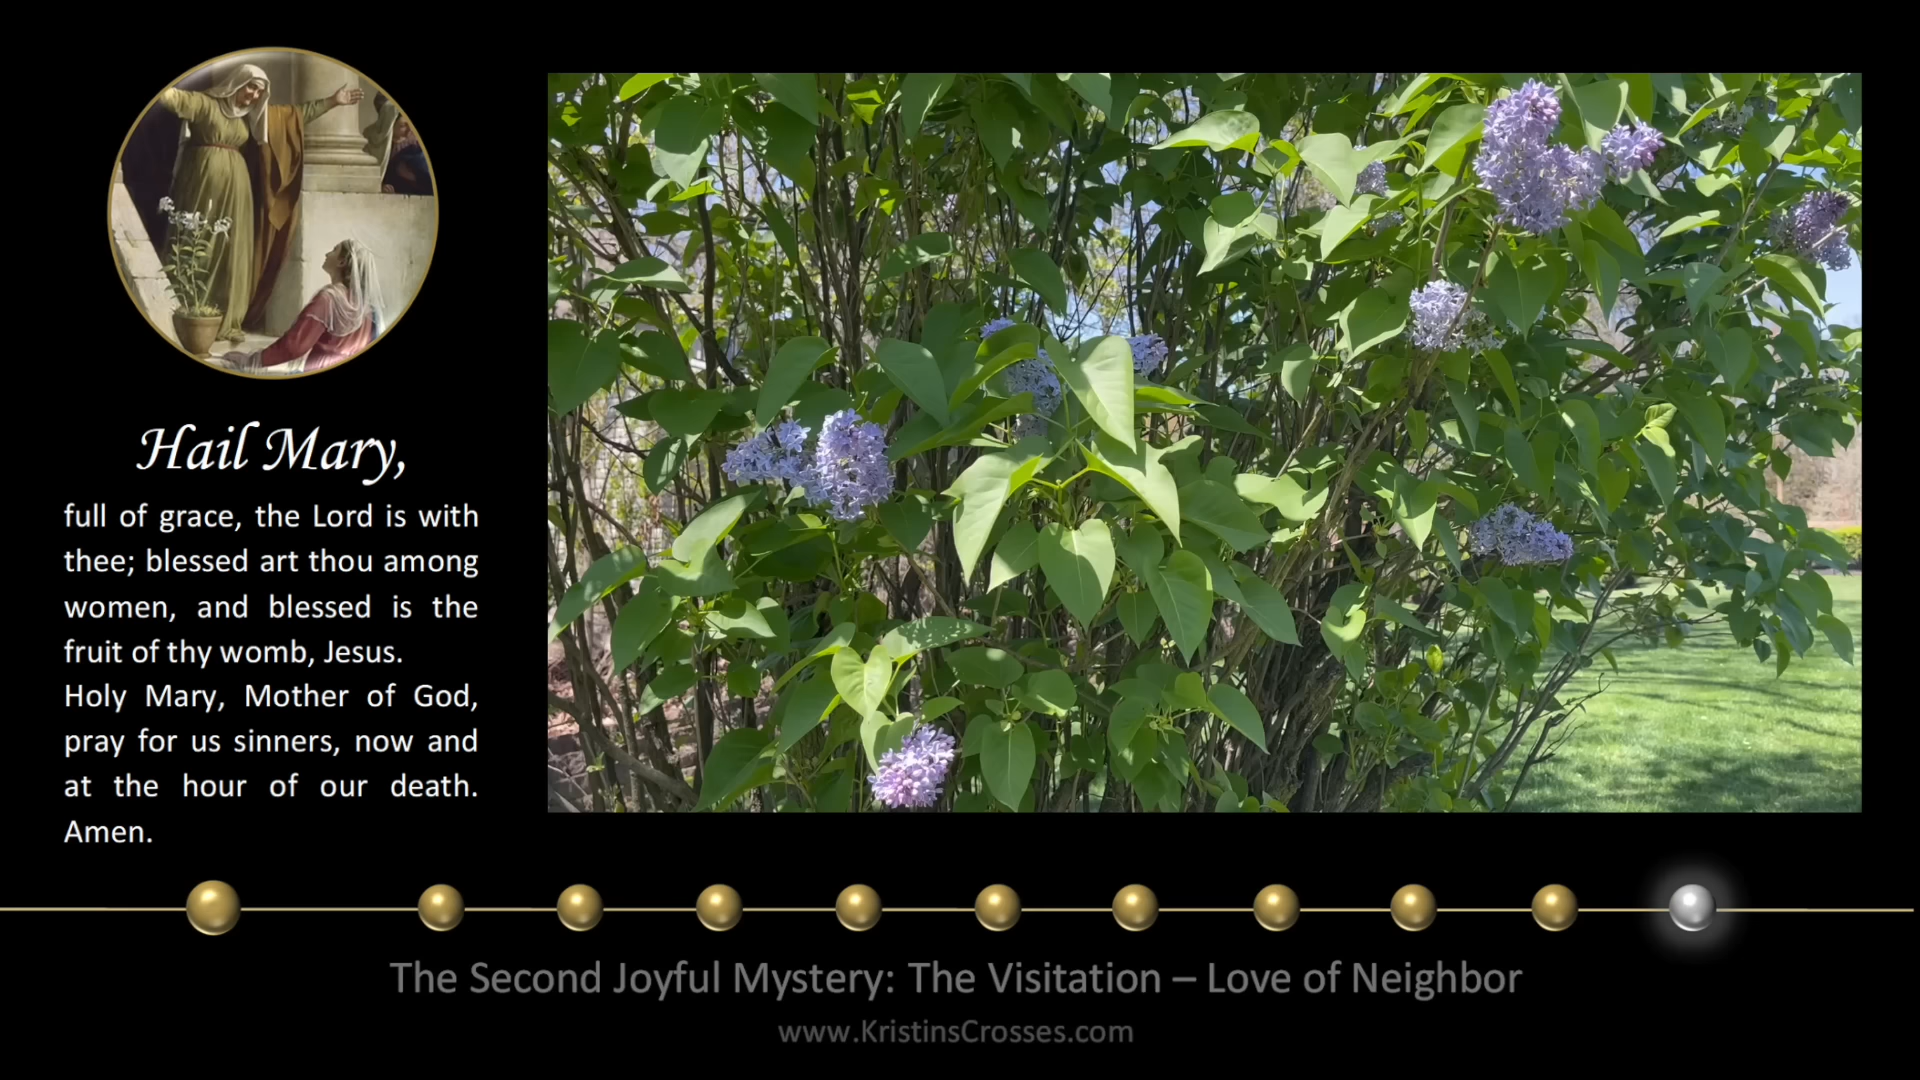 Hail Mary,
full of grace, the Lord is with
thee; blessed art thou among
women, and blessed is the
fruit of thy womb, Jesus.
Holy Mary, Mother of God,
pray for us sinners, now and
at the hour of our death.
Amen.
The Second Joyful Mystery: The Visitation – Love of Neighbor
www.KristinsCrosses.com